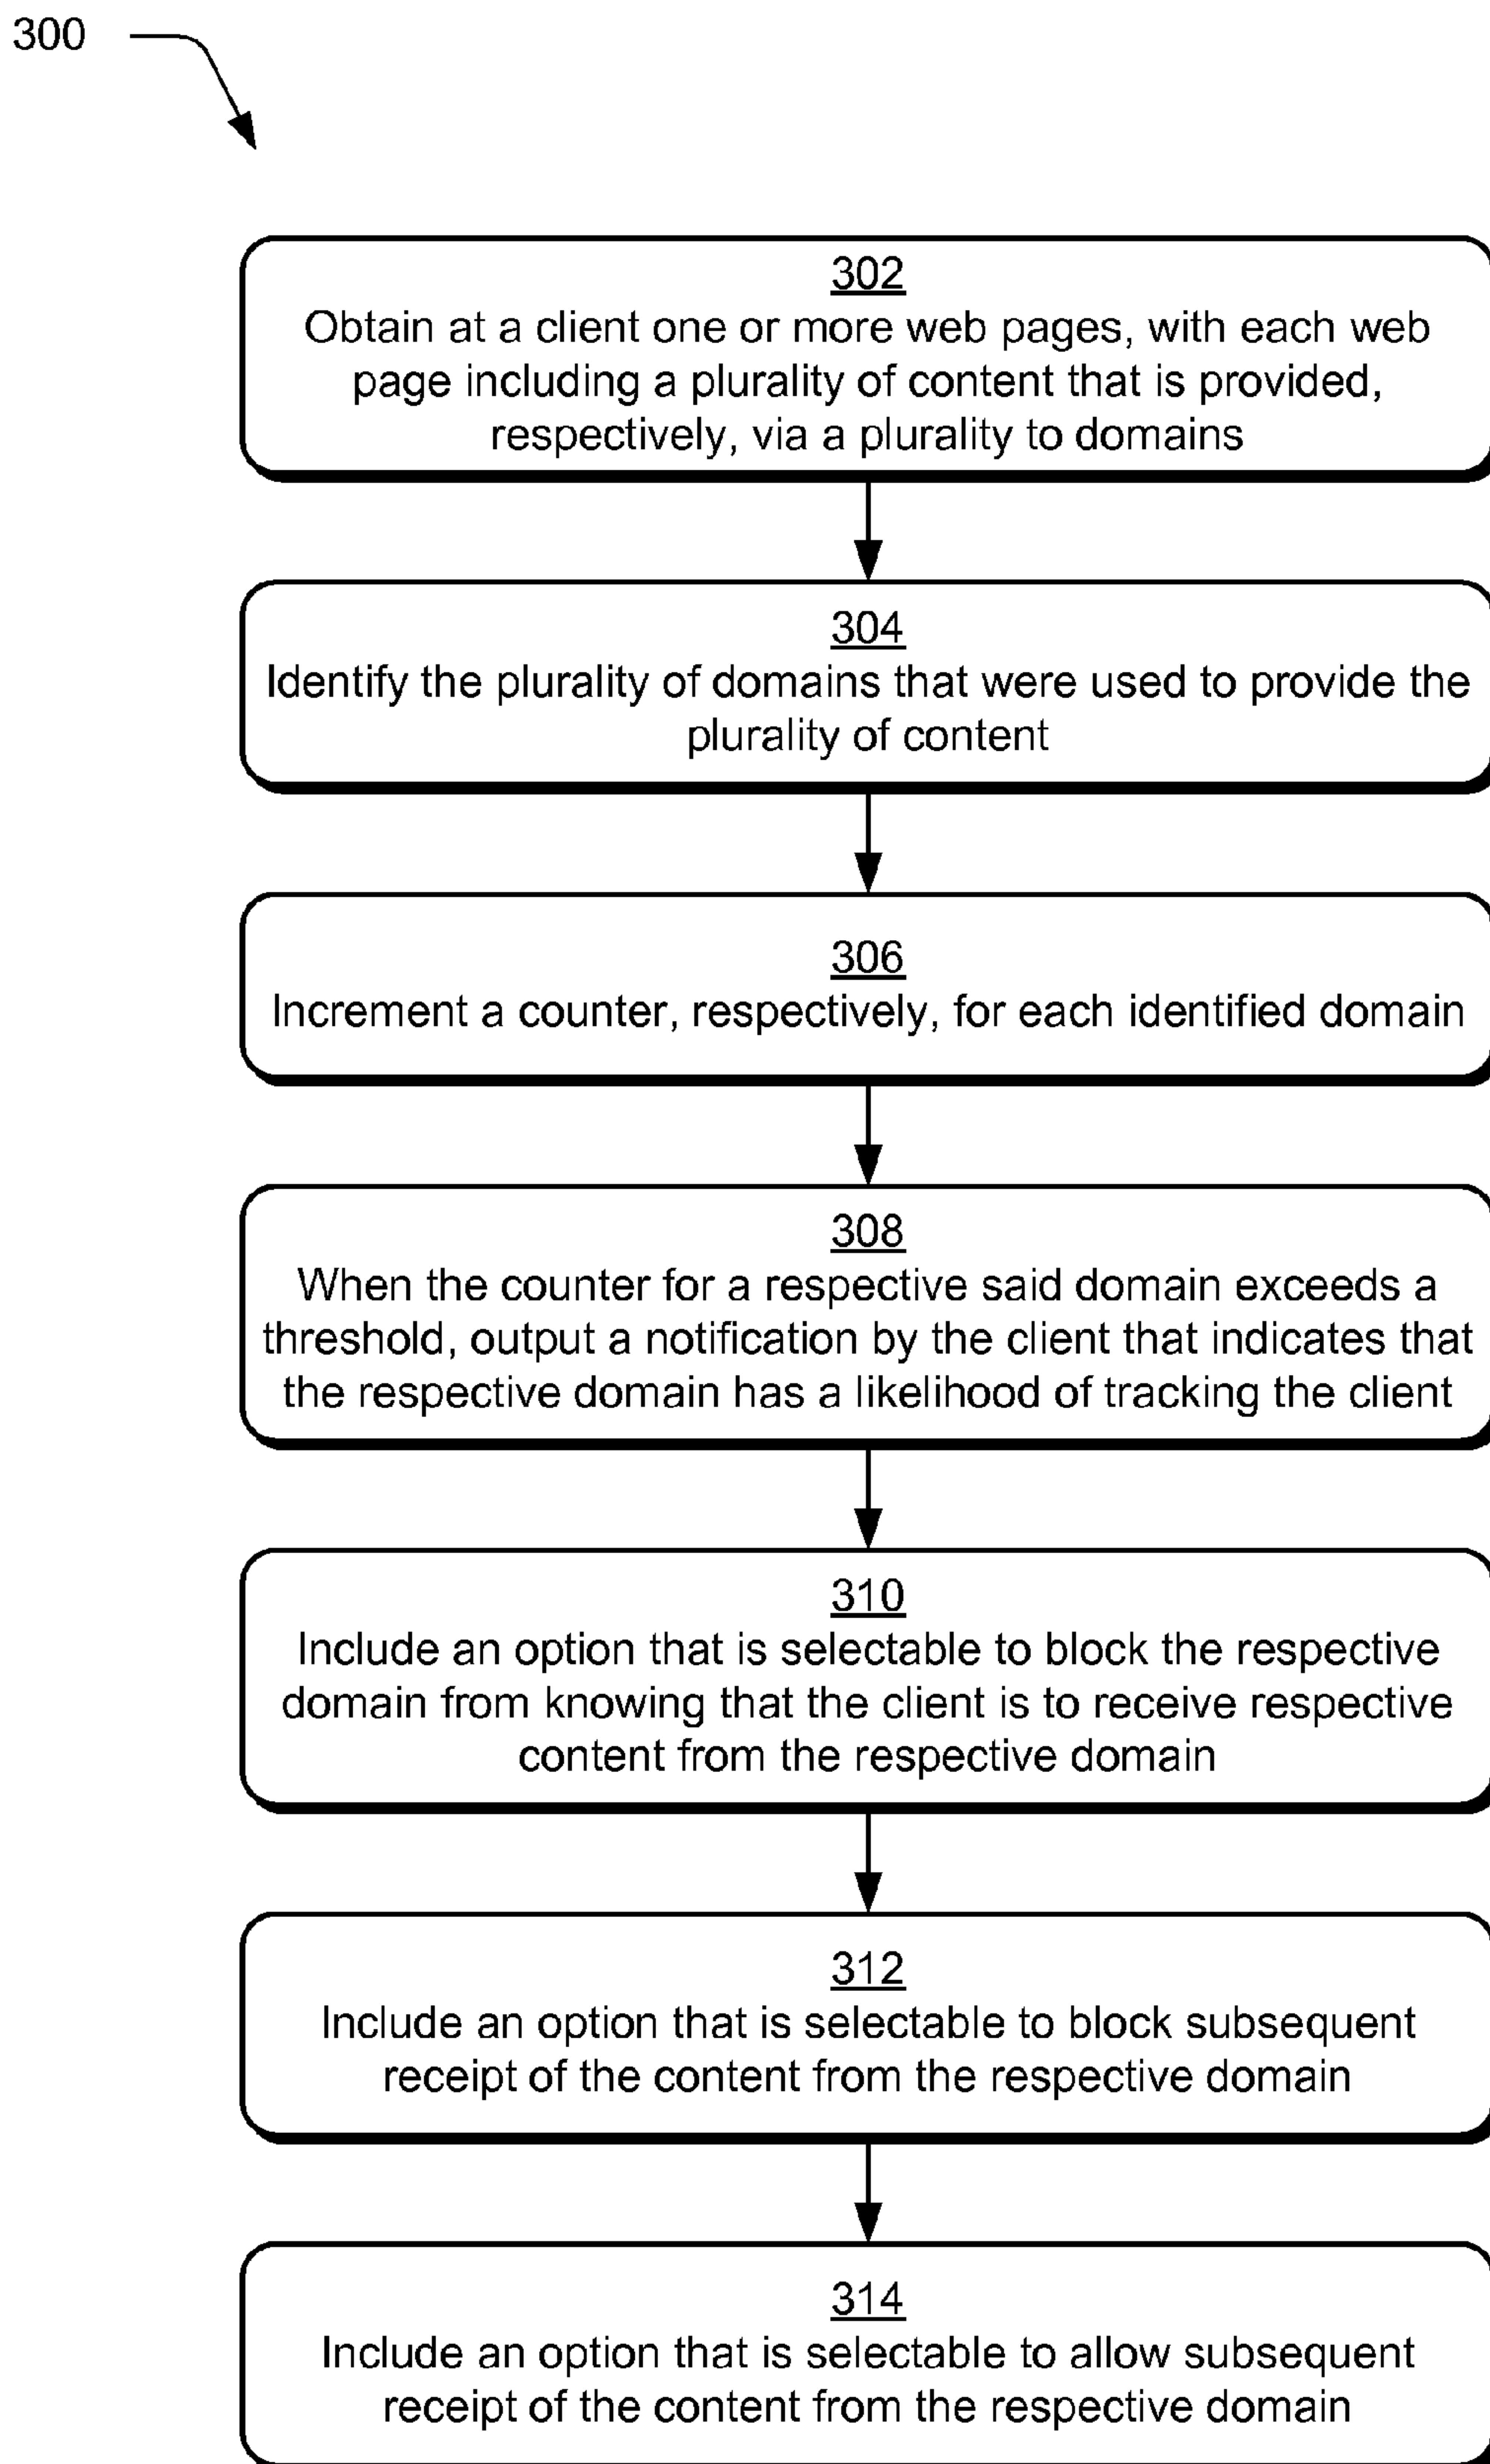 300
302
Obtain at a client one or more web pages, with each web
page including a plurality of content that is provided,
respectively, via a plurality to domains
304
Identify the plurality of domains that were used to provide the
plurality of content
306
Increment a counter, respectively, for each identified domain
308
When the counter for a respective said domain exceeds a
threshold, output a notification by the client that indicates that
the respective domain has a likelihood of tracking the client
310
Include an option that is selectable to block the respective
domain from knowing that the client is to receive respective
content from the respective domain
312
Include an option that is selectable to block subsequent
receipt of the content from the respective domain
314
Include an option that is selectable to allow subsequent
receipt of the content from the respective domain